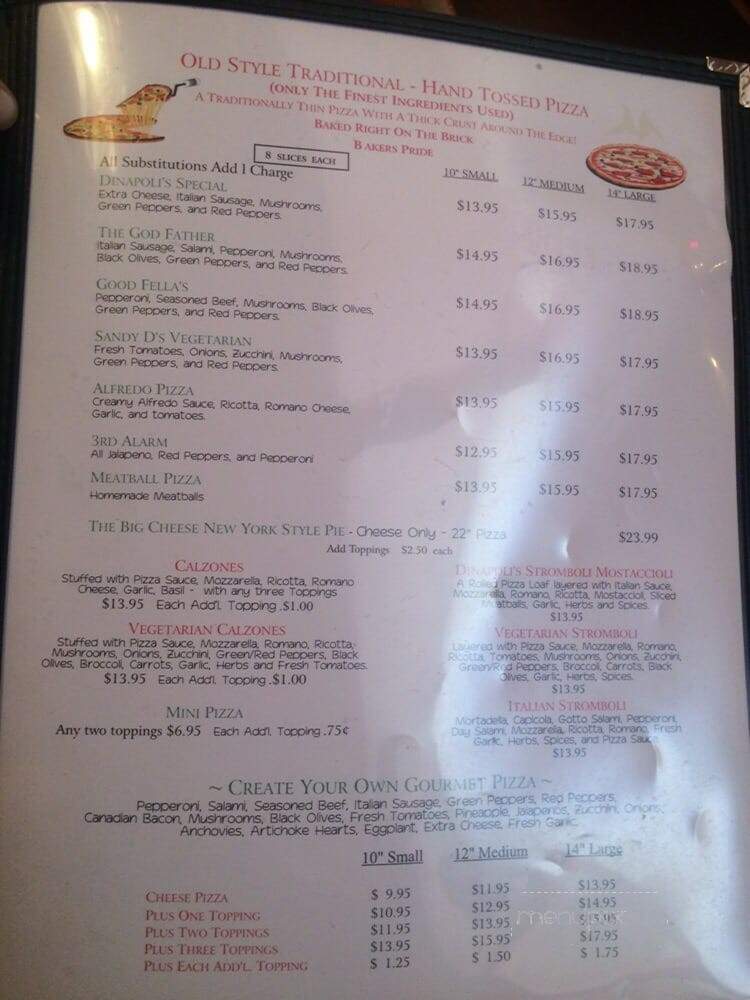 OLD STYLE TRADITIONAL - HAND TOSSED PIZZA
(ONLY THE FINEST INGREDIENTS USED)
A TRADITIONALLY THIN PIZZA WITH A THICK CRUST AROUND THE EDGE!
BAKED RIGHT ON THE BRICK
BAKERS PRIDE
8 SLICES EACH
All Substitutions Add 1 Charge
10" SMALL 12" MEDIUM 14" LARGE
DINAPOLI'S SPECIAL
Extra Cheese, Italian Sausage, Mushrooms,
Green Peppers, and Red Peppers.
$13.95 $15.95 $17.95
THE GOD FATHER
Italian Sausage, Salami, Pepperoni, Mushrooms,
Black Olives, Green Peppers, and Red Peppers.
$14.95 $16.95 $18.95
GOOD FELLA'S
Pepperoni, Seasoned Beef, Mushrooms, Black Olives,
Green Peppers, and Red Peppers.
$14.95 $16.95 $18.95
SANDY D'S VEGETARIAN
Fresh Tomatoes, Onions, Zucchini, Mushrooms,
Green Peppers, and Red Peppers.
$13.95 $16.95 $17.95
ALFREDO PIZZA
Creamy Alfredo Sauce, Ricotta, Romano Cheese,
Garlic, and tomatoes.
$13.95 $15.95 $17.95
3RD ALARM
All Jalapeno, Red Peppers, and Pepperoni
$12.95 $15.95 $17.95
MEATBALL PIZZA
Homemade Meatballs
$13.95 $15.95 $17.95
THE BIG CHEESE NEW YORK STYLE PIE - Cheese Only - 22" Pizza $23.99
Add Toppings $2.50 each
CALZONES
Stuffed with Pizza Sauce, Mozzarella, Ricotta, Romano
Cheese, Garlic, Basil - with any three Toppings
$13.95 Each Add'l. Topping .$1.00
VEGETARIAN CALZONES
Stuffed with Pizza Sauce, Mozzarella, Romano, Ricotta,
Mushrooms, Onions, Zucchini, Green/Red Peppers, Black
Olives, Broccoli, Carrots, Garlic, Herbs and Fresh Tomatoes.
$13.95 Each Add'l. Topping .$1.00
MINI PIZZA
Any two toppings $6.95 Each Add'l. Topping .75¢
DINAPOLI'S STROMBOLI MOSTACCIOLI
A Rolled Pizza Loaf layered with Italian Sauce,
Mozzarella, Romano, Ricotta, Mostaccioli, Sliced
Meatballs, Garlic, Herbs and Spices.
$13.95
VEGETARIAN STROMBOLI
Layered with Pizza Sauce, Mozzarella, Romano,
Ricotta, Tomatoes, Mushrooms, Onions, Zucchini,
Green/Red Peppers, Broccoli, Carrots, Black
Olives, Garlic, Herbs, Spices.
$13.95
ITALIAN STROMBOLI
Mortadella, Capicola, Gotto Salami, Pepperoni,
Day Salami, Mozzarella, Ricotta, Romano, Fresh
Garlic, Herbs, Spices, and Pizza Sauce.
$13.95
~ CREATE YOUR OWN GOURMET PIZZA ~
Pepperoni, Salami, Seasoned Beef, Italian Sausage, Green Peppers, Red Peppers,
Canadian Bacon, Mushrooms, Black Olives, Fresh Tomatoes, Pineapple, Jalapenos, Zucchini, Onions,
Anchovies, Artichoke Hearts, Eggplant, Extra Cheese, Fresh Garlic.
10" Small 12" Medium 14" Large
CHEESE PIZZA $ 9.95 $11.95 $13.95
PLUS ONE TOPPING $10.95 $12.95 $14.95
PLUS TWO TOPPINGS $11.95 $13.95
PLUS THREE TOPPINGS $13.95 $15.95 $17.95
PLUS EACH ADD'L. TOPPING $ 1.25 $ 1.50 $ 1.75